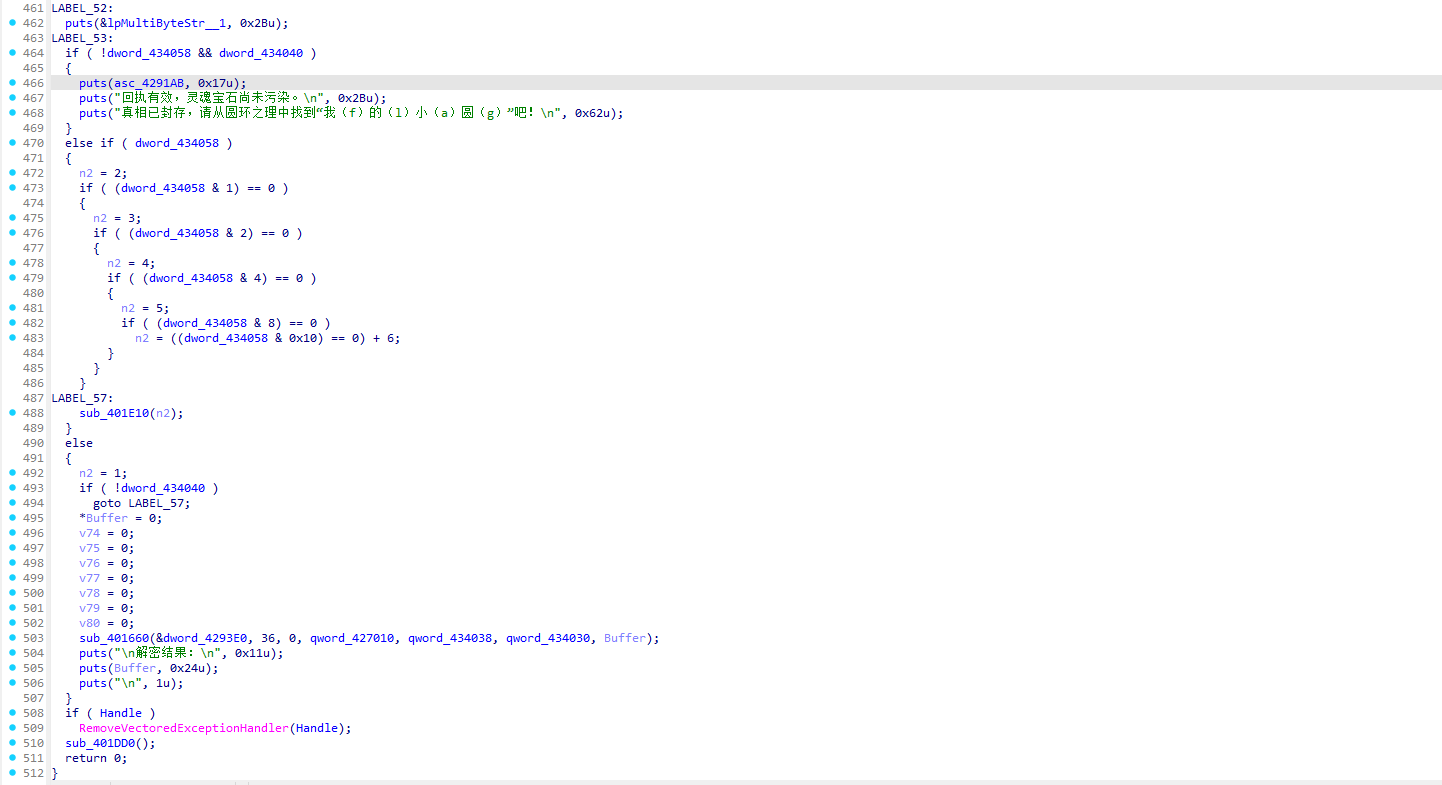 461 LABEL_52:
462 puts(&lpMultiByteStr__1, 0x2Bu);
463 LABEL_53:
464 if ( !dword_434058 && dword_434040 )
465 {
466 puts(asc_4291AB, 0x17u);
467 puts("回执有效，灵魂宝石尚未污染。\n", 0x2Bu);
468 puts("真相已封存，请从圆环之理中找到“我（f）的（l）小（a）圆（g）”吧！\n", 0x62u);
469 }
470 else if ( dword_434058 )
471 {
472 n2 = 2;
473 if ( (dword_434058 & 1) == 0 )
474 {
475 n2 = 3;
476 if ( (dword_434058 & 2) == 0 )
477 {
478 n2 = 4;
479 if ( (dword_434058 & 4) == 0 )
480 {
481 n2 = 5;
482 if ( (dword_434058 & 8) == 0 )
483 n2 = ((dword_434058 & 0x10) == 0) + 6;
484 }
485 }
486 }
487 LABEL_57:
488 sub_401E10(n2);
489 }
490 else
491 {
492 n2 = 1;
493 if ( !dword_434040 )
494 goto LABEL_57;
495 *Buffer = 0;
496 v74 = 0;
497 v75 = 0;
498 v76 = 0;
499 v77 = 0;
500 v78 = 0;
501 v79 = 0;
502 v80 = 0;
503 sub_401660(&dword_4293E0, 36, 0, qword_427010, qword_434038, qword_434030, Buffer);
504 puts("\n解密结果：\n", 0x11u);
505 puts(Buffer, 0x24u);
506 puts("\n", 1u);
507 }
508 if ( Handle )
509 RemoveVectoredExceptionHandler(Handle);
510 sub_401DD0();
511 return 0;
512 }